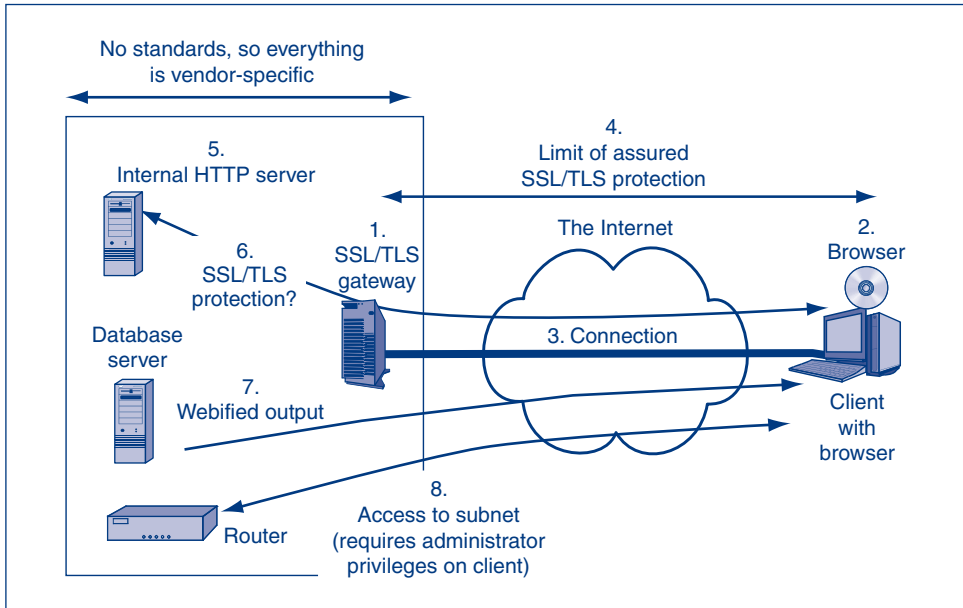 No standards, so everything
is vendor-specific
4.
Limit of assured
SSL/TLS protection
5.
Internal HTTP server
1.
SSL/TLS
gateway
The Internet
2.
Browser
6.
SSL/TLS
protection?
3. Connection
Database
server
7.
Webified output
Client
with
browser
8.
Access to subnet
(requires administrator
privileges on client)
Router